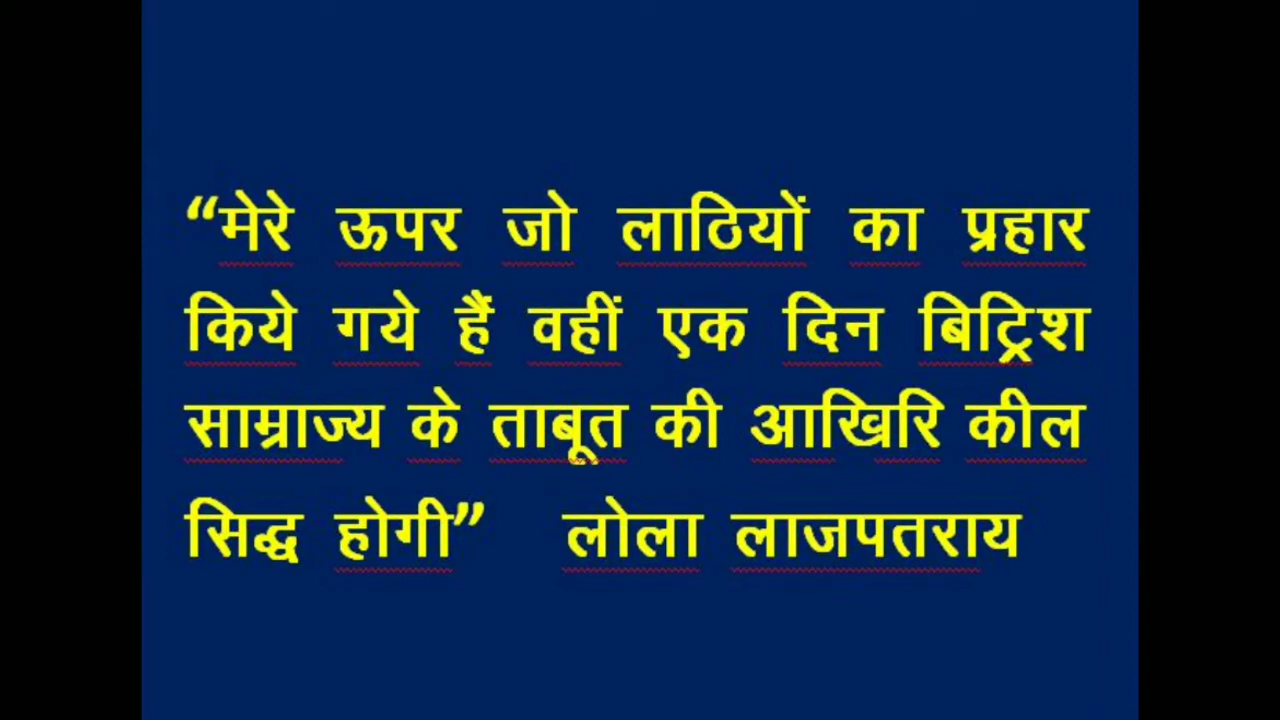 “मेरे ऊपर जो लाठियों का प्रहार
किये गये हैं वहीं एक दिन बिट्रिश
साम्राज्य के ताबूत की आखिरि कील
सिद्ध होगी” लोला लाजपतराय